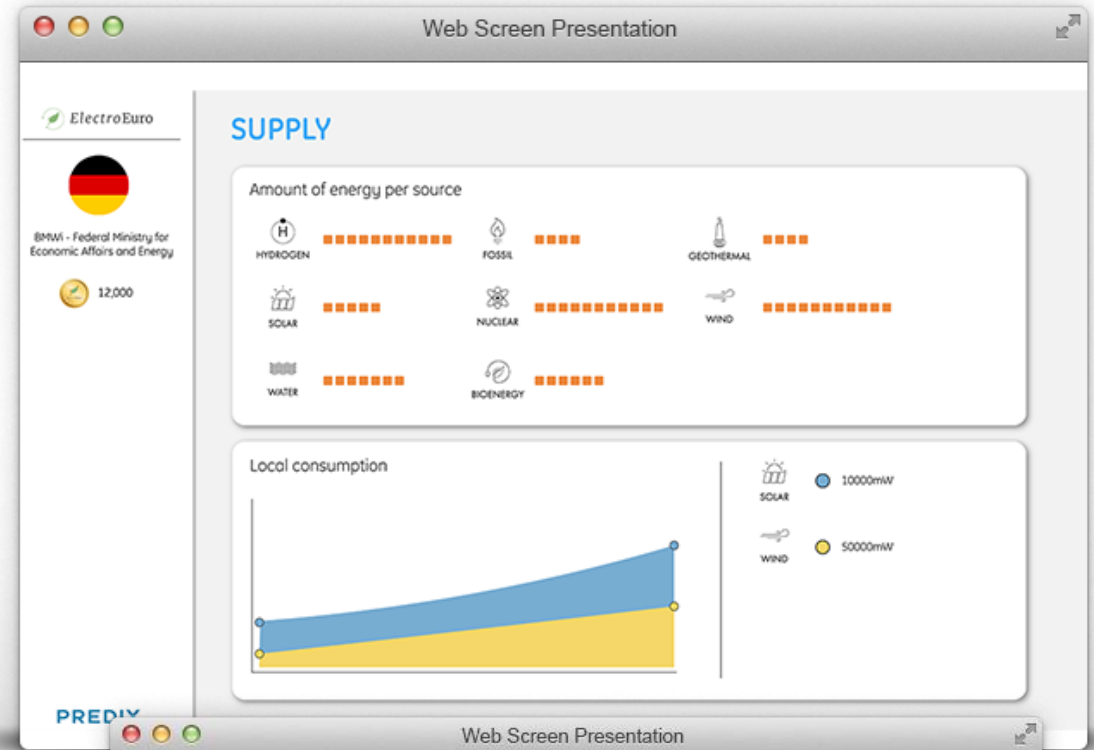 Web Screen Presentation
ElectroEuro
BMWi - Federal Ministry for
Economic Affairs and Energy
12,000
SUPPLY
Amount of energy per source
H
HYDROGEN
FOSSIL
GEOTHERMAL
SOLAR
NUCLEAR
WIND
WATER
BIOENERGY
Local consumption
SOLAR
10000mW
WIND
50000mW
PREDIX
Web Screen Presentation